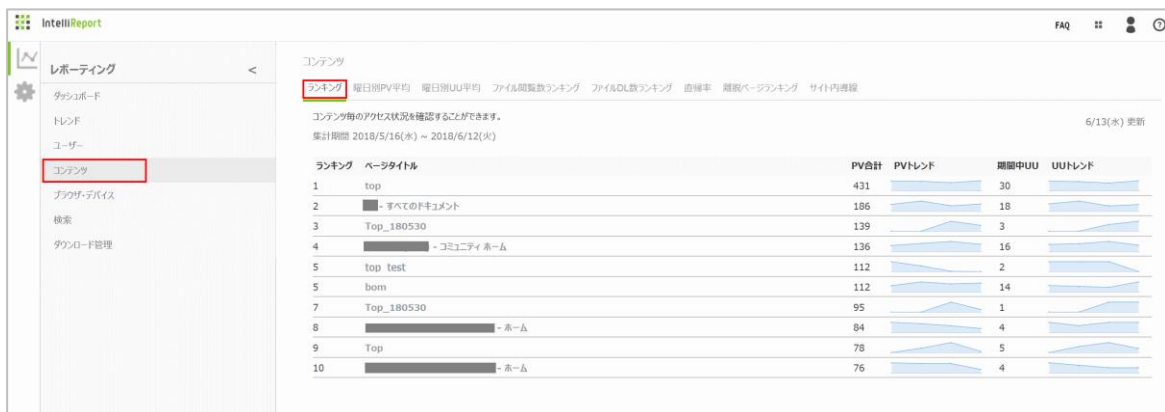 IntelliReport
FAQ
レポーティング <
ダッシュボード
トレンド
ユーザー
コンテンツ
ブラウザ・デバイス
検索
ダウンロード管理
コンテンツ
ランキング 曜日別PV平均 曜日別UU平均 ファイル閲覧数ランキング ファイルDL数ランキング 直帰率 離脱ページランキング サイト内導線
コンテンツ毎のアクセス状況を確認することができます。
6/13(水) 更新
集計期間 2018/5/16(水) ~ 2018/6/12(火)
ランキング ページタイトル PV合計 PVトレンド 期間中UU UUトレンド
1 top 431 30
2 - すべてのドキュメント 186 18
3 Top_180530 139 3
4 - コミュニティ ホーム 136 16
5 top test 112 2
5 bom 112 14
7 Top_180530 95 1
8 - ホーム 84 4
9 Top 78 5
10 - ホーム 76 4